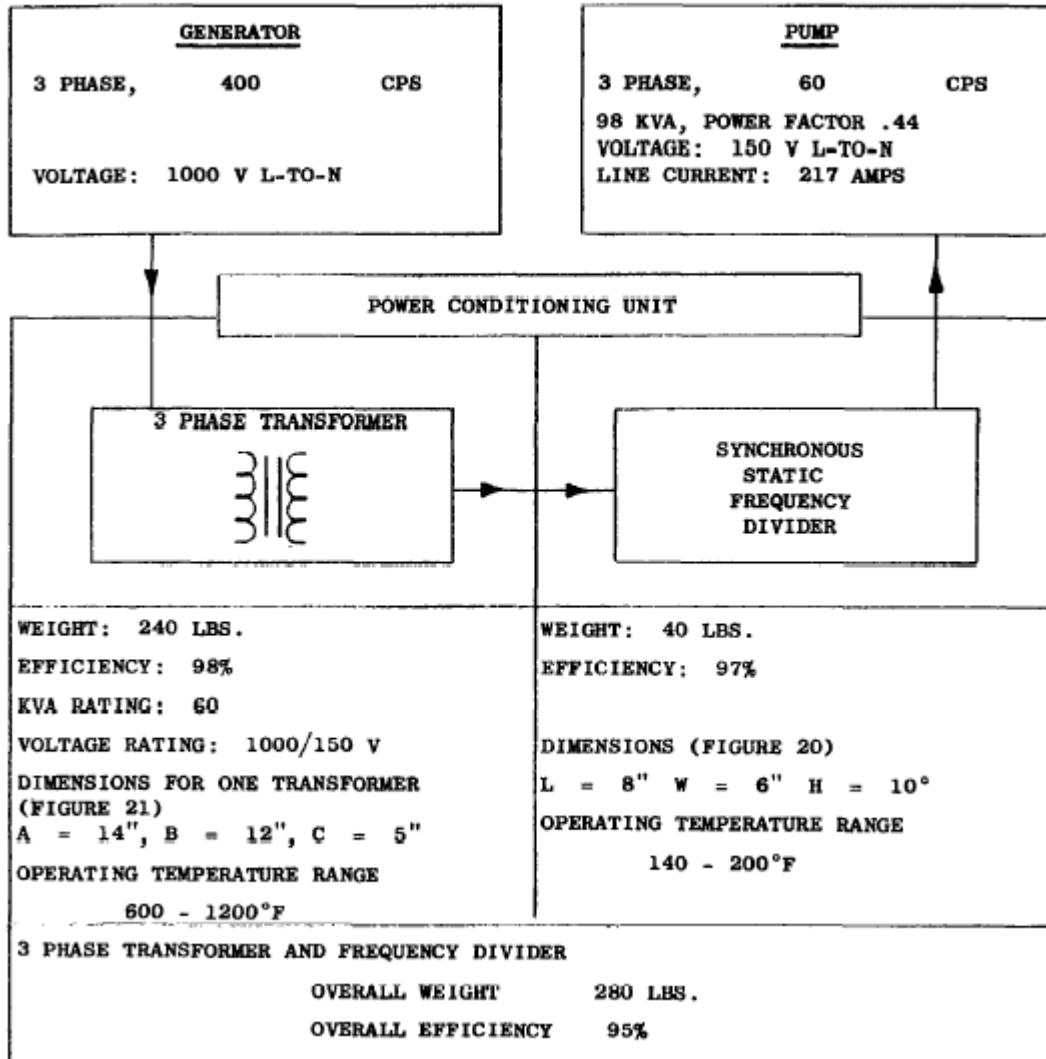 GENERATOR
3 PHASE, 400 CPS
VOLTAGE: 1000 V L-TO-N
PUMP
3 PHASE, 60 CPS
98 KVA, POWER FACTOR .44
VOLTAGE: 150 V L-TO-N
LINE CURRENT: 217 AMPS
POWER CONDITIONING UNIT
3 PHASE TRANSFORMER
SYNCHRONOUS
STATIC
FREQUENCY
DIVIDER
WEIGHT: 240 LBS.
EFFICIENCY: 98%
KVA RATING: 60
VOLTAGE RATING: 1000/150 V
DIMENSIONS FOR ONE TRANSFORMER
(FIGURE 21)
A = 14", B = 12", C = 5"
OPERATING TEMPERATURE RANGE
600 - 1200°F
WEIGHT: 40 LBS.
EFFICIENCY: 97%
DIMENSIONS (FIGURE 20)
L = 8" W = 6" H = 10°
OPERATING TEMPERATURE RANGE
140 - 200°F
3 PHASE TRANSFORMER AND FREQUENCY DIVIDER
OVERALL WEIGHT 280 LBS.
OVERALL EFFICIENCY 95%